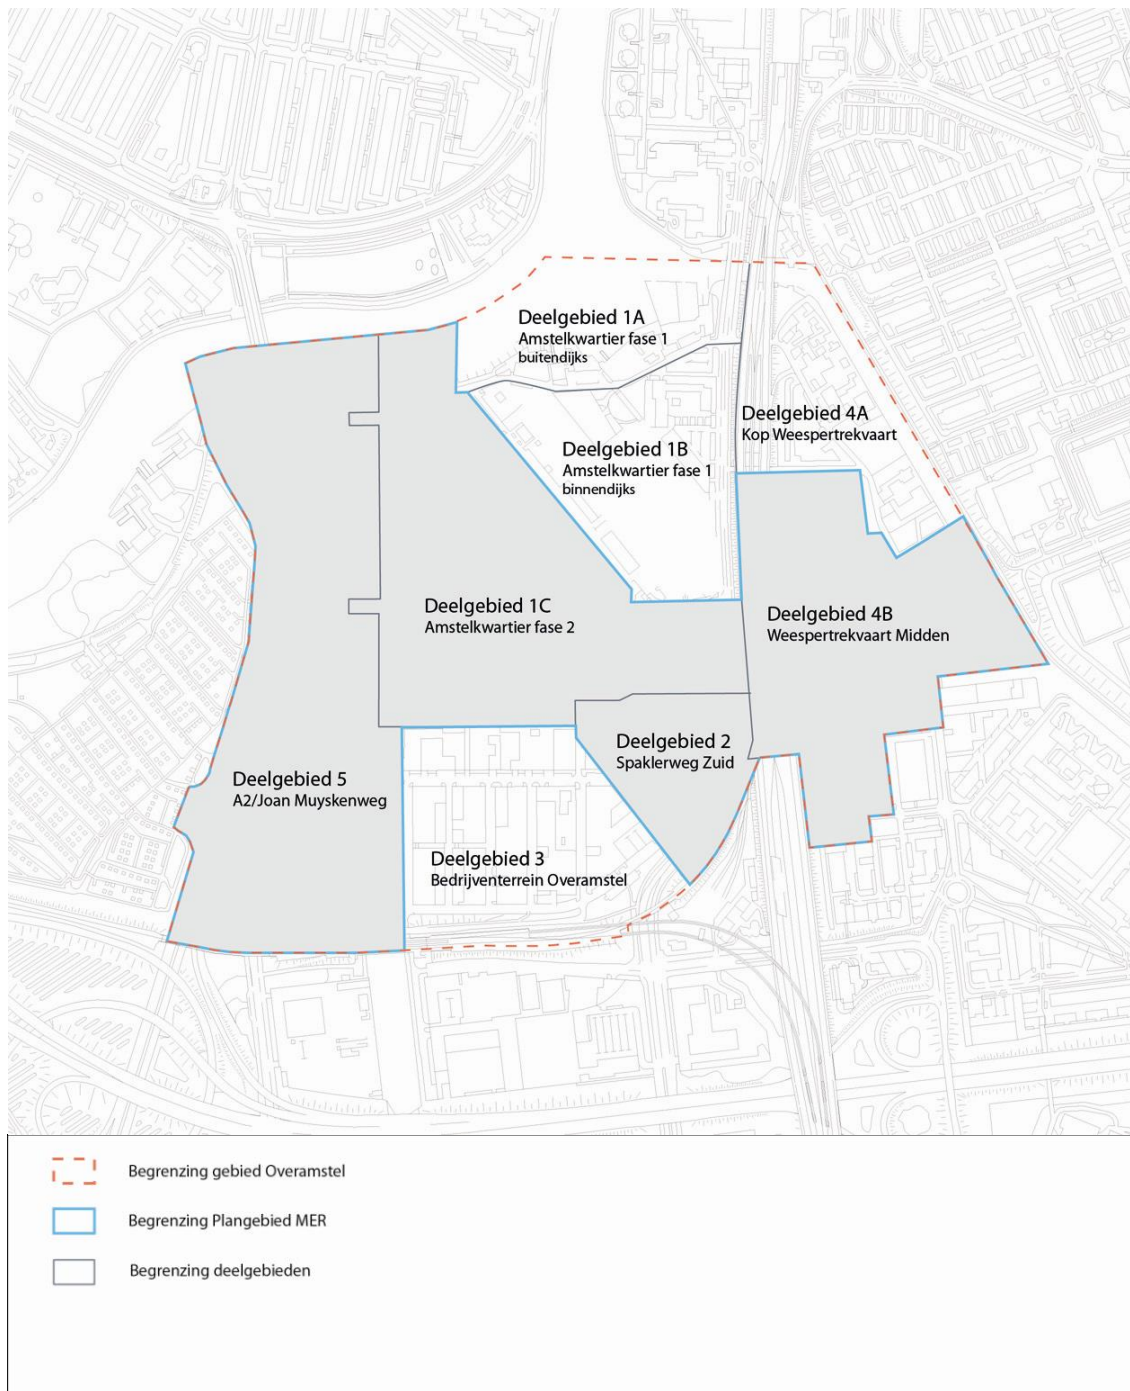 Deelgebied 1A
Amstelkwartier fase 1
buitendijks
Deelgebied 4A
Kop Weespertrekvaart
Deelgebied 1B
Amstelkwartier fase 1
binnendijks
Deelgebied 1C
Amstelkwartier fase 2
Deelgebied 4B
Weespertrekvaart Midden
Deelgebied 2
Spaklerweg Zuid
Deelgebied 5
A2/Joan Muyskenweg
Deelgebied 3
Bedrijventerrein Overamstel
Begrenzing gebied Overamstel
Begrenzing Plangebied MER
Begrenzing deelgebieden